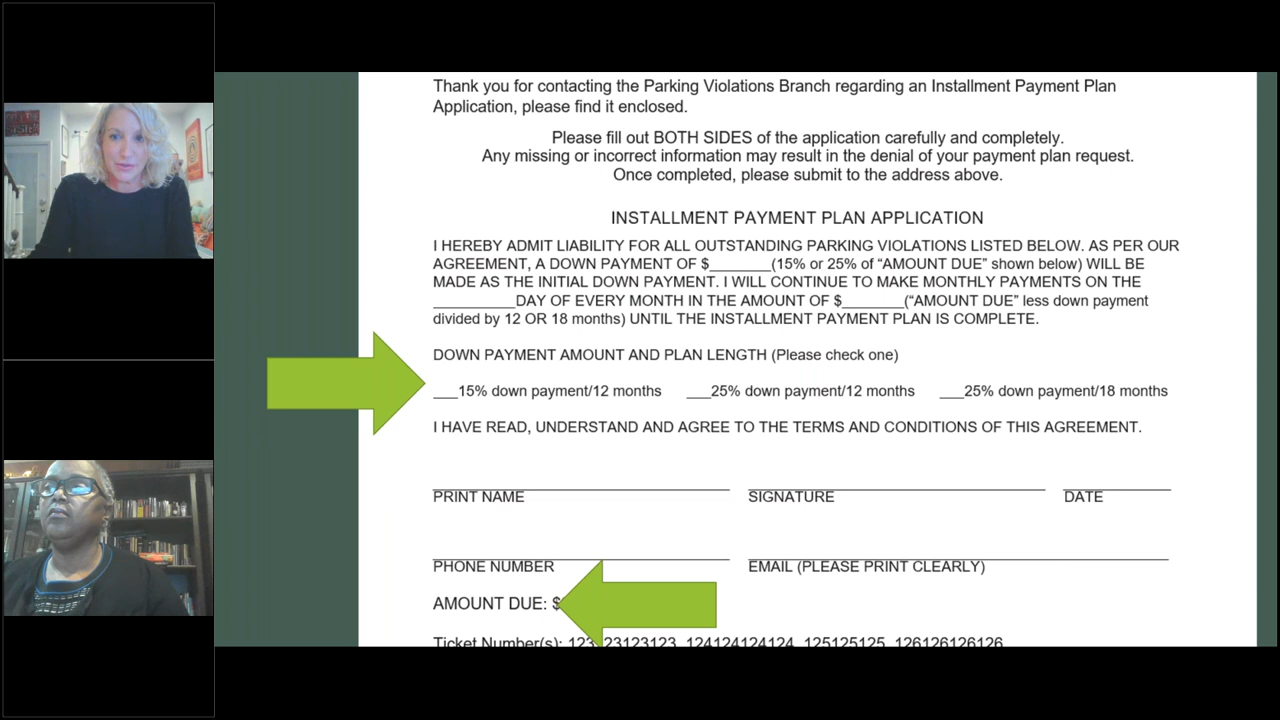 Thank you for contacting the Parking Violations Branch regarding an Installment Payment Plan
Application, please find it enclosed.
Please fill out BOTH SIDES of the application carefully and completely.
Any missing or incorrect information may result in the denial of your payment plan request.
Once completed, please submit to the address above.
INSTALLMENT PAYMENT PLAN APPLICATION
I HEREBY ADMIT LIABILITY FOR ALL OUTSTANDING PARKING VIOLATIONS LISTED BELOW. AS PER OUR
AGREEMENT, A DOWN PAYMENT OF $_______(15% or 25% of “AMOUNT DUE” shown below) WILL BE
MADE AS THE INITIAL DOWN PAYMENT. I WILL CONTINUE TO MAKE MONTHLY PAYMENTS ON THE
__________DAY OF EVERY MONTH IN THE AMOUNT OF $_______(“AMOUNT DUE” less down payment
divided by 12 OR 18 months) UNTIL THE INSTALLMENT PAYMENT PLAN IS COMPLETE.
DOWN PAYMENT AMOUNT AND PLAN LENGTH (Please check one)
___15% down payment/12 months ___25% down payment/12 months ___25% down payment/18 months
I HAVE READ, UNDERSTAND AND AGREE TO THE TERMS AND CONDITIONS OF THIS AGREEMENT.
PRINT NAME SIGNATURE DATE
PHONE NUMBER EMAIL (PLEASE PRINT CLEARLY)
AMOUNT DUE: $
Ticket Number(s): 123 23123123, 124124124124, 125125125, 126126126126